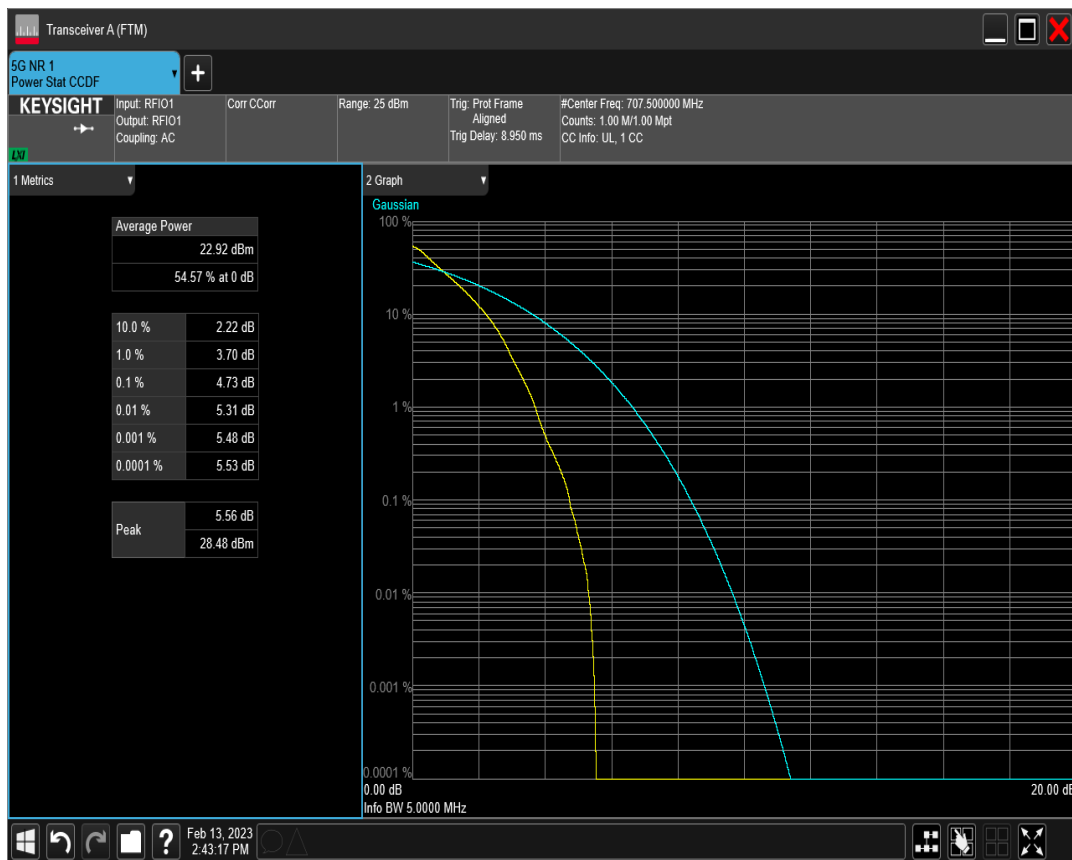 Transceiver A (FTM)
5G NR 1
Power Stat CCDF
+
KEYSIGHT
LXI
Input: RFIO1
Output: RFIO1
Coupling: AC
Corr CCorr
Range: 25 dBm
Trig: Prot Frame
Aligned
Trig Delay: 8.950 ms
#Center Freq: 707.500000 MHz
Counts: 1.00 M/1.00 Mpt
CC Info: UL, 1 CC
1 Metrics
Average Power
22.92 dBm
54.57 % at 0 dB
10.0 % 2.22 dB
1.0 % 3.70 dB
0.1 % 4.73 dB
0.01 % 5.31 dB
0.001 % 5.48 dB
0.0001 % 5.53 dB
Peak 5.56 dB
28.48 dBm
2 Graph
Gaussian
100 %
10 %
1 %
0.1 %
0.01 %
0.001 %
0.0001 %
0.00 dB 20.00 dB
Info BW 5.0000 MHz
?
Feb 13, 2023
2:43:17 PM